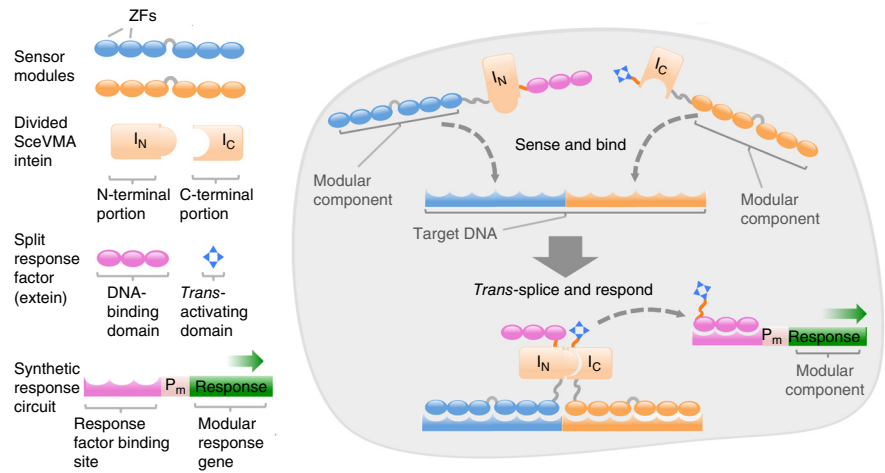 ZFs
Sensor
modules
Divided
SceVMA
intein
I_N
I_C
N-terminal
portion
C-terminal
portion
Split
response
factor
(extein)
DNA-
binding
domain
Trans-
activating
domain
Synthetic
response
circuit
P_m
Response
Response
factor binding
site
Modular
response
gene
I_N
I_C
Sense and bind
Modular
component
Modular
component
Target DNA
Trans-splice and respond
I_N
I_C
P_m
Response
Modular
component